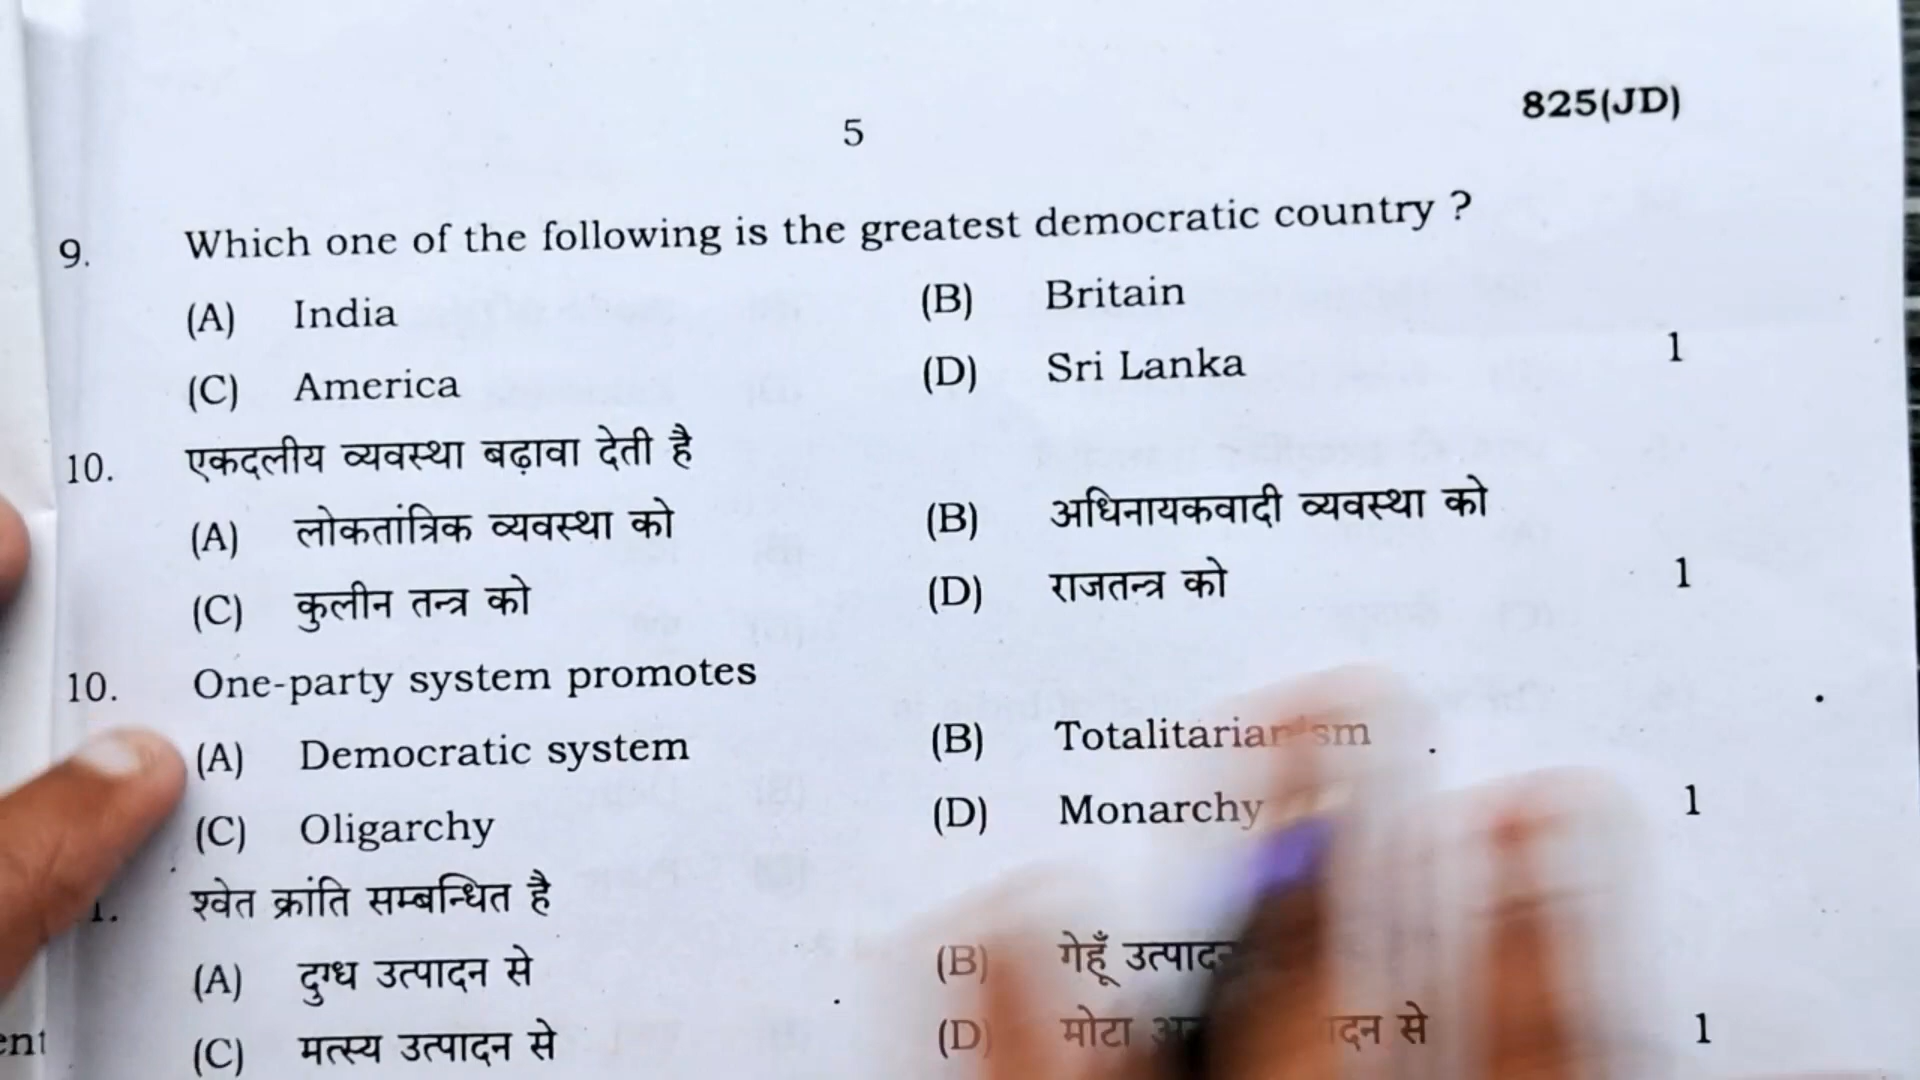 825(JD)
5
9. Which one of the following is the greatest democratic country ?
(A) India (B) Britain
(C) America (D) Sri Lanka 1
10. एकदलीय व्यवस्था बढ़ावा देती है
(A) लोकतांत्रिक व्यवस्था को (B) अधिनायकवादी व्यवस्था को
(C) कुलीन तन्त्र को (D) राजतन्त्र को 1
10. One-party system promotes
(A) Democratic system (B) Totalitarianism
(C) Oligarchy (D) Monarchy 1
1. श्वेत क्रांति सम्बन्धित है
(A) दुग्ध उत्पादन से (B) गेहूँ
(C) मत्स्य उत्पादन से (D) मोटा से 1